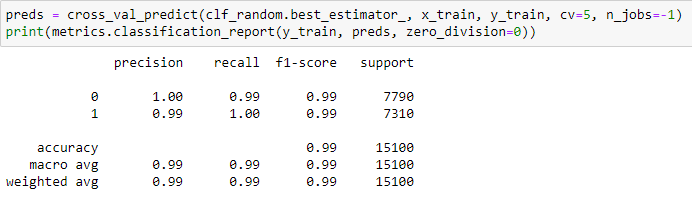 preds = cross_val_predict(clf_random.best_estimator_, x_train, y_train, cv=5, n_jobs=-1)
print(metrics.classification_report(y_train, preds, zero_division=0))
precision recall f1-score support
0 1.00 0.99 0.99 7790
1 0.99 1.00 0.99 7310
accuracy 0.99 15100
macro avg 0.99 0.99 0.99 15100
weighted avg 0.99 0.99 0.99 15100